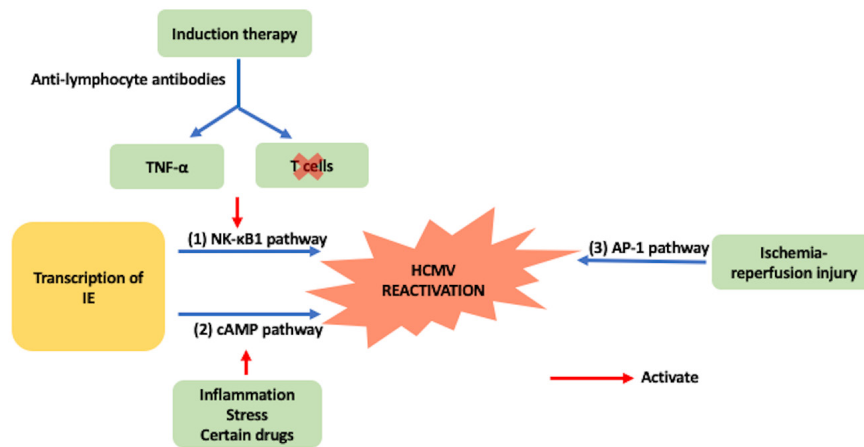 Induction therapy
Anti-lymphocyte antibodies
TNF-α
T cells
(1) NK-κB1 pathway
(3) AP-1 pathway
Ischemia-
reperfusion injury
HCMV
REACTIVATION
Transcription of
IE
(2) cAMP pathway
Inflammation
Stress
Certain drugs
Activate